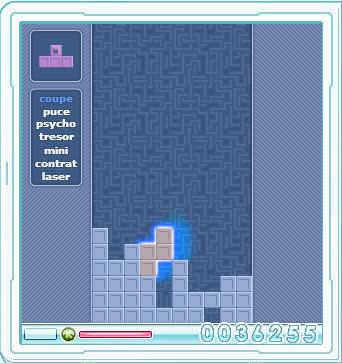 coupe
puce
psycho
tresor
mini
contrat
laser
0036255